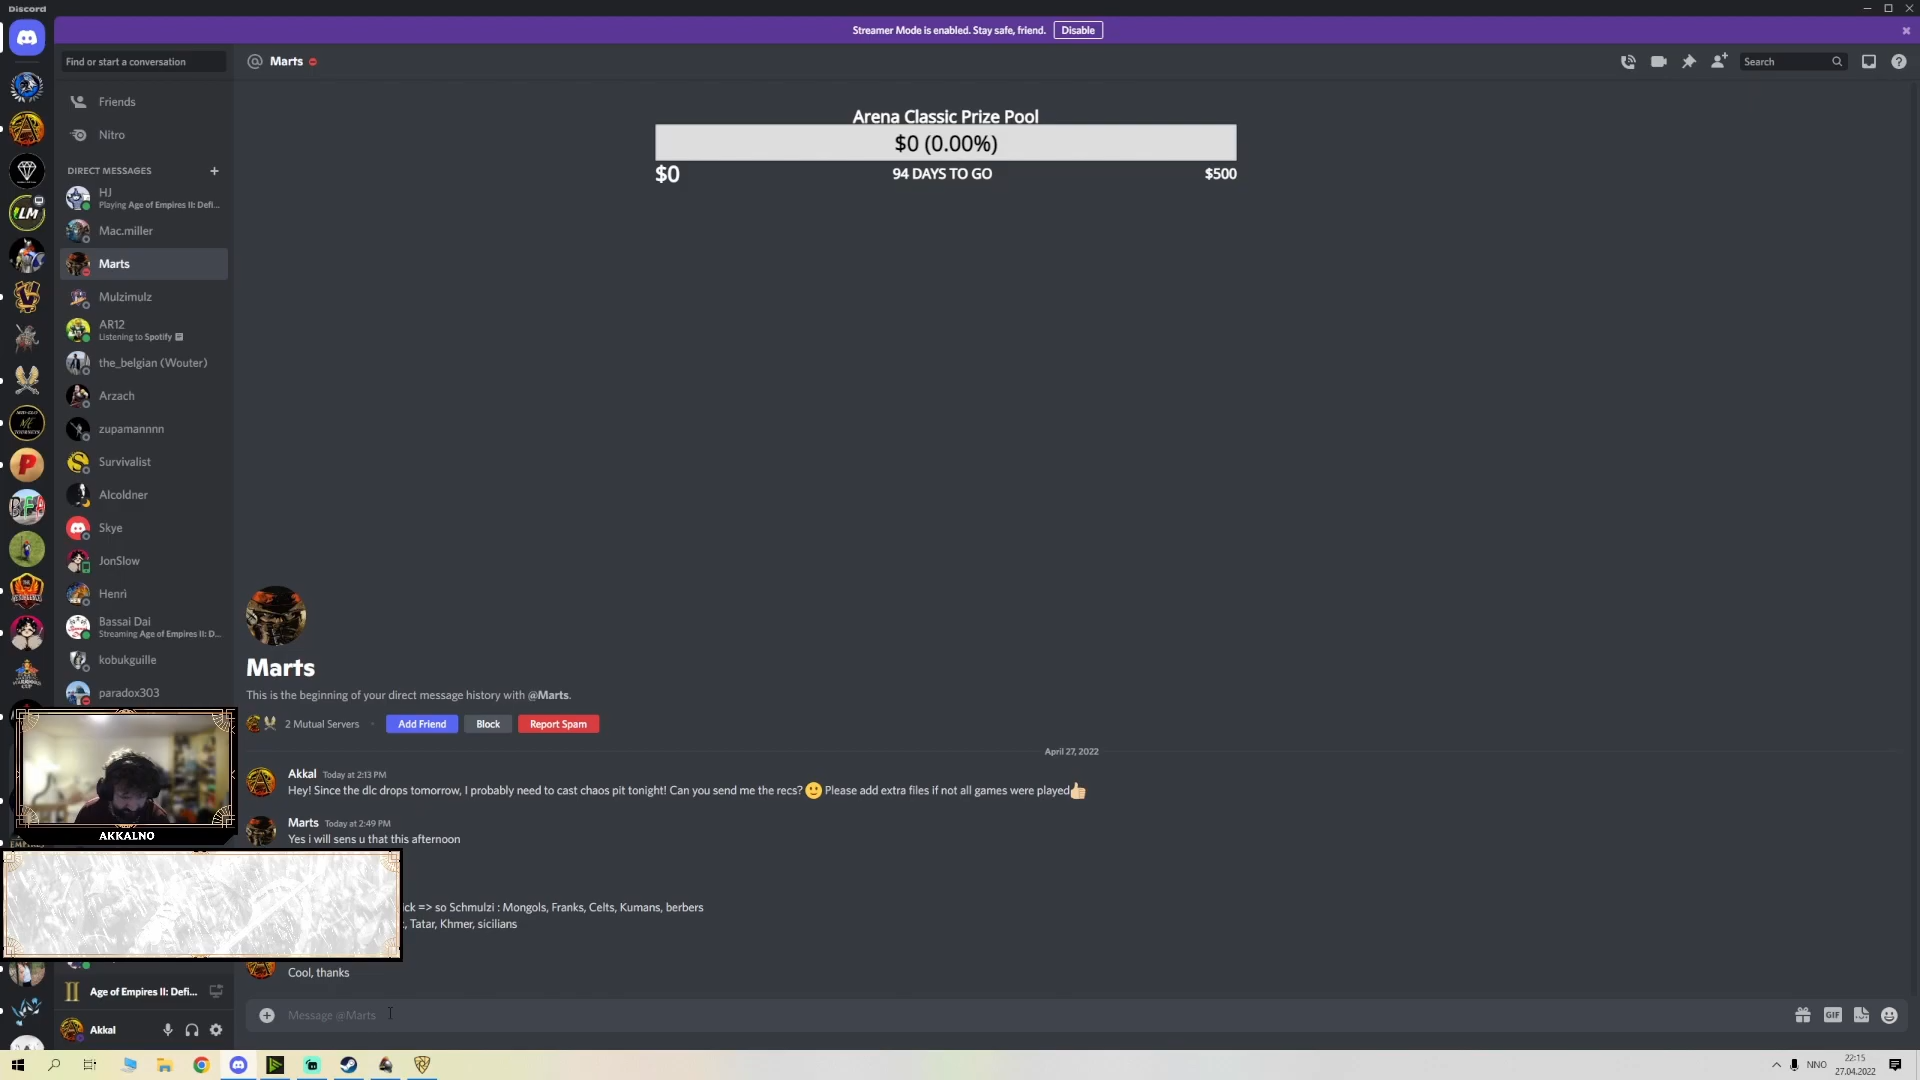 Discord
Streamer Mode is enabled. Stay safe, friend. Disable
Find or start a conversation
Marts
Search
Friends
Nitro
DIRECT MESSAGES
HJ
Playing Age of Empires II: Defi...
Mac.miller
Marts
Mulzimulz
AR12
Listening to Spotify
the_belgian (Wouter)
Arzach
zupamannnn
Survivalist
Alcoldner
Skye
JonSlow
Henri
Bassai Dai
Streaming Age of Empires II: D...
kobukguille
paradox303
AKKALNO
Age of Empires II: Defi...
Akkal
Arena Classic Prize Pool
$0 (0.00%)
$0 94 DAYS TO GO $500
Marts
This is the beginning of your direct message history with @Marts.
2 Mutual Servers Add Friend Block Report Spam
April 27, 2022
Akkal Today at 2:13 PM
Hey! Since the dlc drops tomorrow, I probably need to cast chaos pit tonight! Can you send me the recs? 🙂 Please add extra files if not all games were played👍
Marts Today at 2:49 PM
Yes i will sens u that this afternoon
ick => so Schmulzi : Mongols, Franks, Celts, Kumans, berbers
, Tatar, Khmer, sicilians
Cool, thanks
Message @Marts
GIF
NNO
22:15
27.04.2022